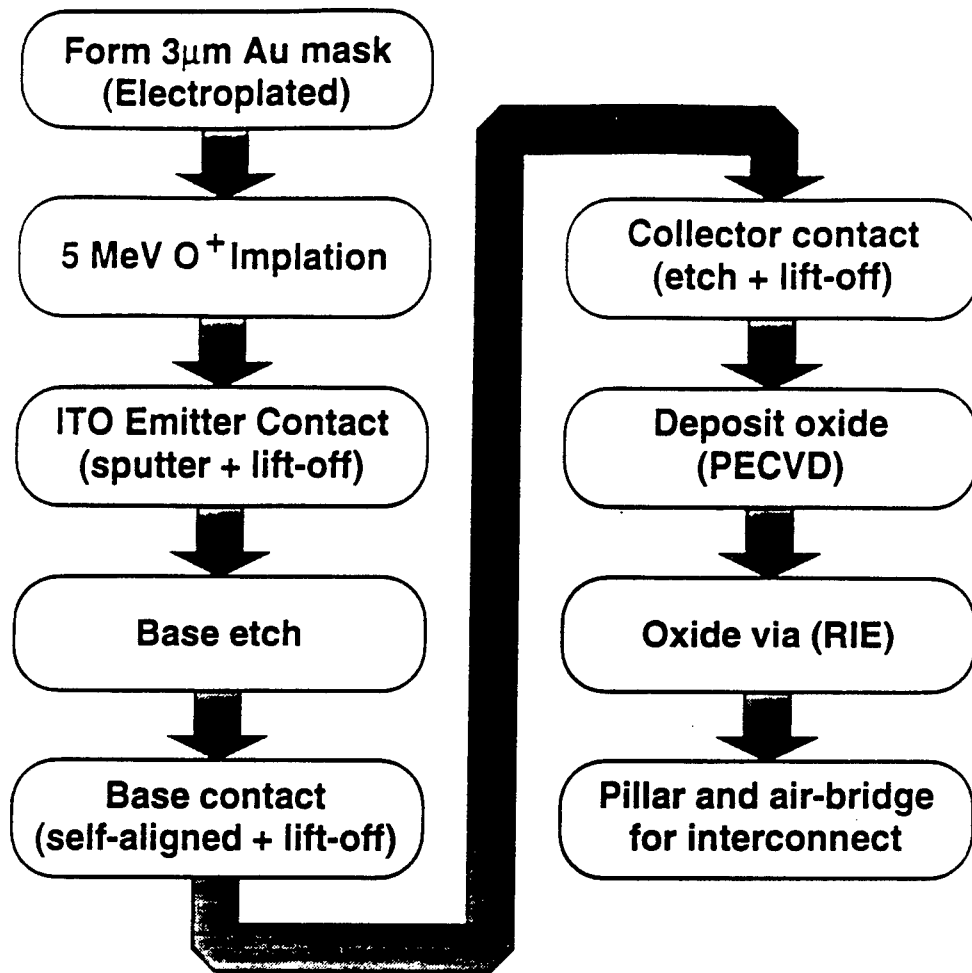 Form 3μm Au mask
(Electroplated)
5 MeV O+ Implation
ITO Emitter Contact
(sputter + lift-off)
Base etch
Base contact
(self-aligned + lift-off)
Collector contact
(etch + lift-off)
Deposit oxide
(PECVD)
Oxide via (RIE)
Pillar and air-bridge
for interconnect